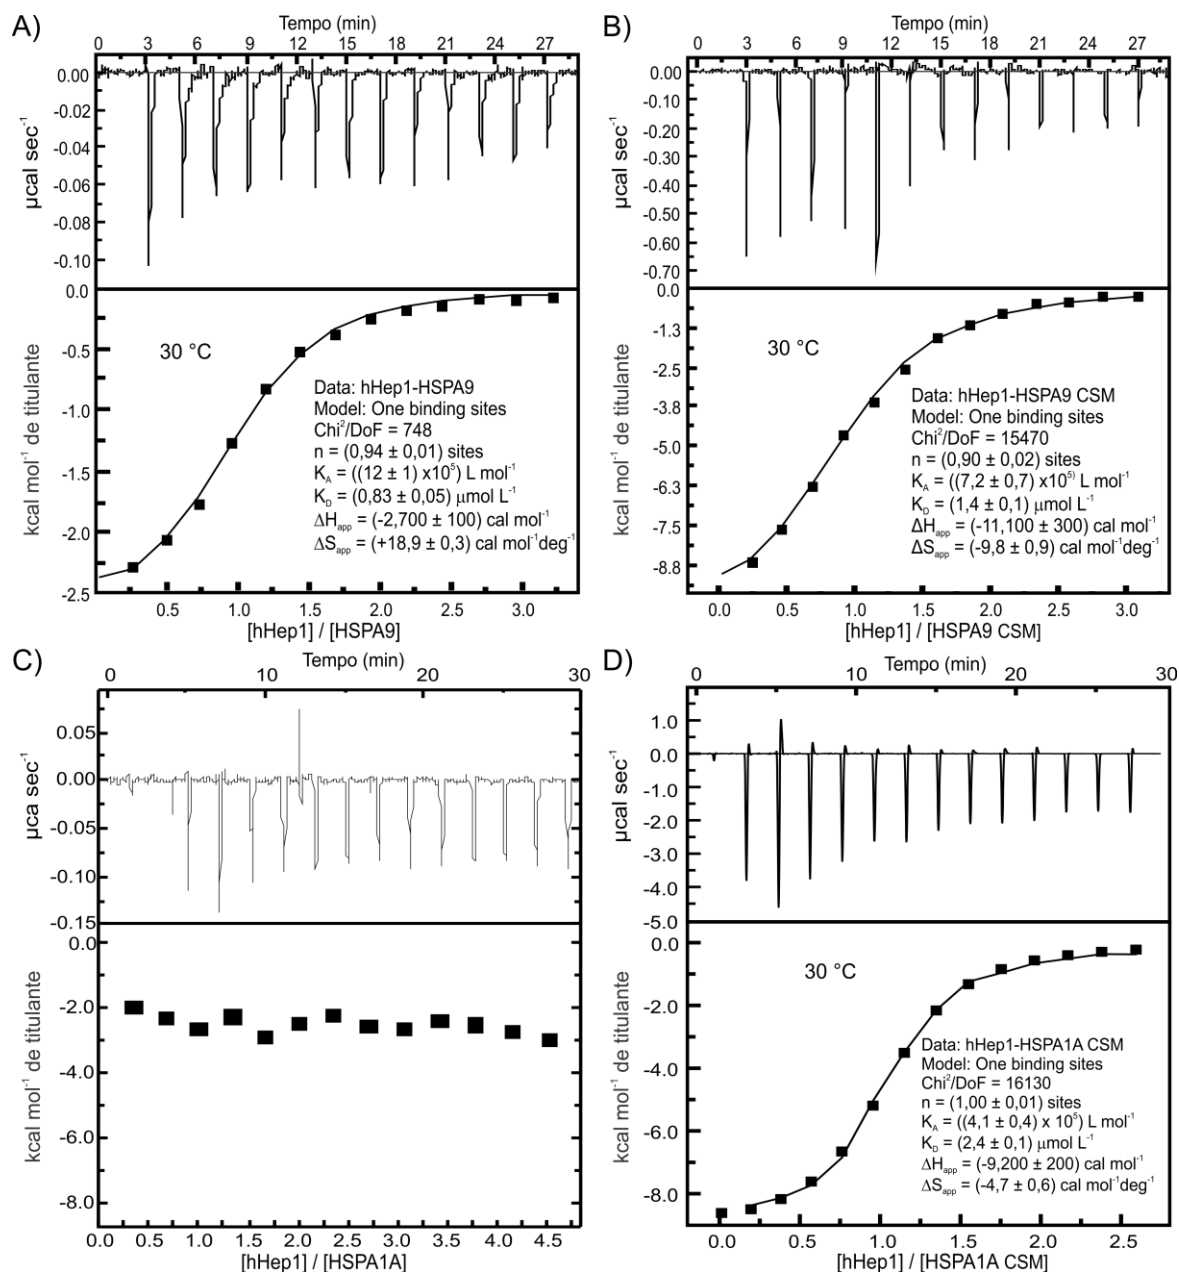 A)
Tempo (min)
0 3 6 9 12 15 18 21 23 27
0.00
-0.02
-0.04
-0.06
-0.08
-0.10
µcal sec⁻¹
0.0
-0.5
-1.0
-1.5
-2.0
-2.5
kcal mol⁻¹ de titulante
30 °C
Data: hHep1-HSPA9
Model: One binding sites
Chi²/DoF = 748
n = (0,94 ± 0,01) sites
K_A = ((12 ± 1) x10⁵) L mol⁻¹
K_D = (0,83 ± 0,05) µmol L⁻¹
ΔH_app = (-2,700 ± 100) cal mol⁻¹
ΔS_app = (+18,9 ± 0,3) cal mol⁻¹deg⁻¹
0.5 1.0 1.5 2.0 2.5 3.0
[hHep1] / [HSPA9]
B)
Tempo (min)
0 3 6 9 11 15 18 21 23 27
0.00
-0.10
-0.20
-0.30
-0.40
-0.50
-0.60
-0.70
µcal sec⁻¹
0.0
-1.3
-2.5
-3.8
-5.0
-6.3
-7.5
-8.8
kcal mol⁻¹ de titulante
30 °C
Data: hHep1-HSPA9 CSM
Model: One binding sites
Chi²/DoF = 15470
n = (0,90 ± 0,02) sites
K_A = ((7,2 ± 0,7) x10⁵) L mol⁻¹
K_D = (1,4 ± 0,1) µmol L⁻¹
ΔH_app = (-11,100 ± 300) cal mol⁻¹
ΔS_app = (-9,8 ± 0,9) cal mol⁻¹deg⁻¹
0.0 0.5 1.0 1.5 2.0 2.5 3.0
[hHep1] / [HSPA9 CSM]
C)
Tempo (min)
0 10 20 30
0.05
0.00
-0.05
-0.10
-0.15
µca sec⁻¹
0.0
-2.0
-4.0
-6.0
-8.0
kcal mol⁻¹ de titulante
0.0 0.5 1.0 1.5 2.0 2.5 3.0 3.5 4.0 4.5
[hHep1] / [HSPA1A]
D)
Tempo (min)
0 10 20 30
1.0
0.0
-1.0
-2.0
-3.0
-4.0
-5.0
µcal sec⁻¹
0.0
-2.0
-4.0
-6.0
-8.0
kcal mol⁻¹ de titulante
30 °C
Data: hHep1-HSPA1A CSM
Model: One binding sites
Chi²/DoF = 16130
n = (1,00 ± 0,01) sites
K_A = ((4,1 ± 0,4) x 10⁵) L mol⁻¹
K_D = (2,4 ± 0,1) µmol L⁻¹
ΔH_app = (-9,200 ± 200) cal mol⁻¹
ΔS_app = (-4,7 ± 0,6) cal mol⁻¹deg⁻¹
0.0 0.5 1.0 1.5 2.0 2.5
[hHep1] / [HSPA1A CSM]